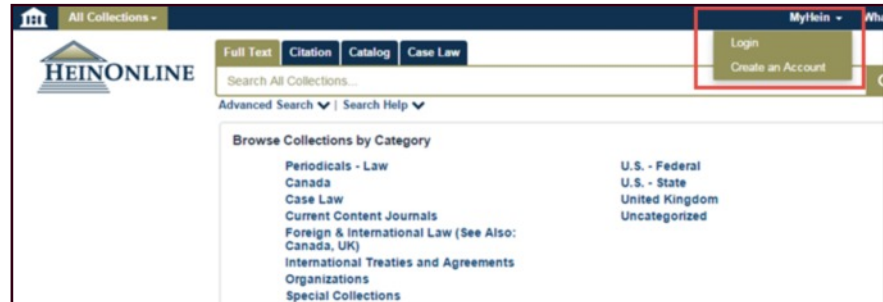 All Collections
MyHein
Login
Create an Account
HEINONLINE
Full Text Citation Catalog Case Law
Search All Collections...
Advanced Search | Search Help
Browse Collections by Category
Periodicals - Law
Canada
Case Law
Current Content Journals
Foreign & International Law (See Also:
Canada, UK)
International Treaties and Agreements
Organizations
Special Collections
U.S. - Federal
U.S. - State
United Kingdom
Uncategorized